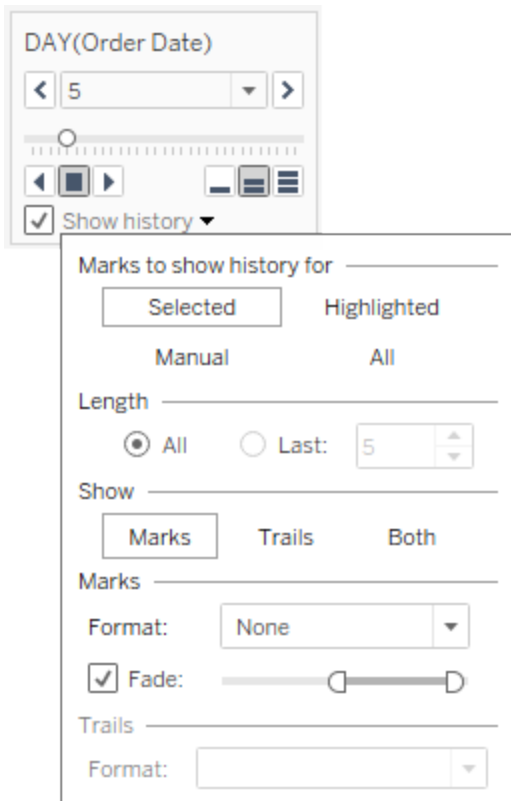 DAY(Order Date)
5
Show history
Marks to show history for
Selected Highlighted
Manual All
Length
All Last: 5
Show
Marks Trails Both
Marks
Format: None
Fade:
Trails
Format: